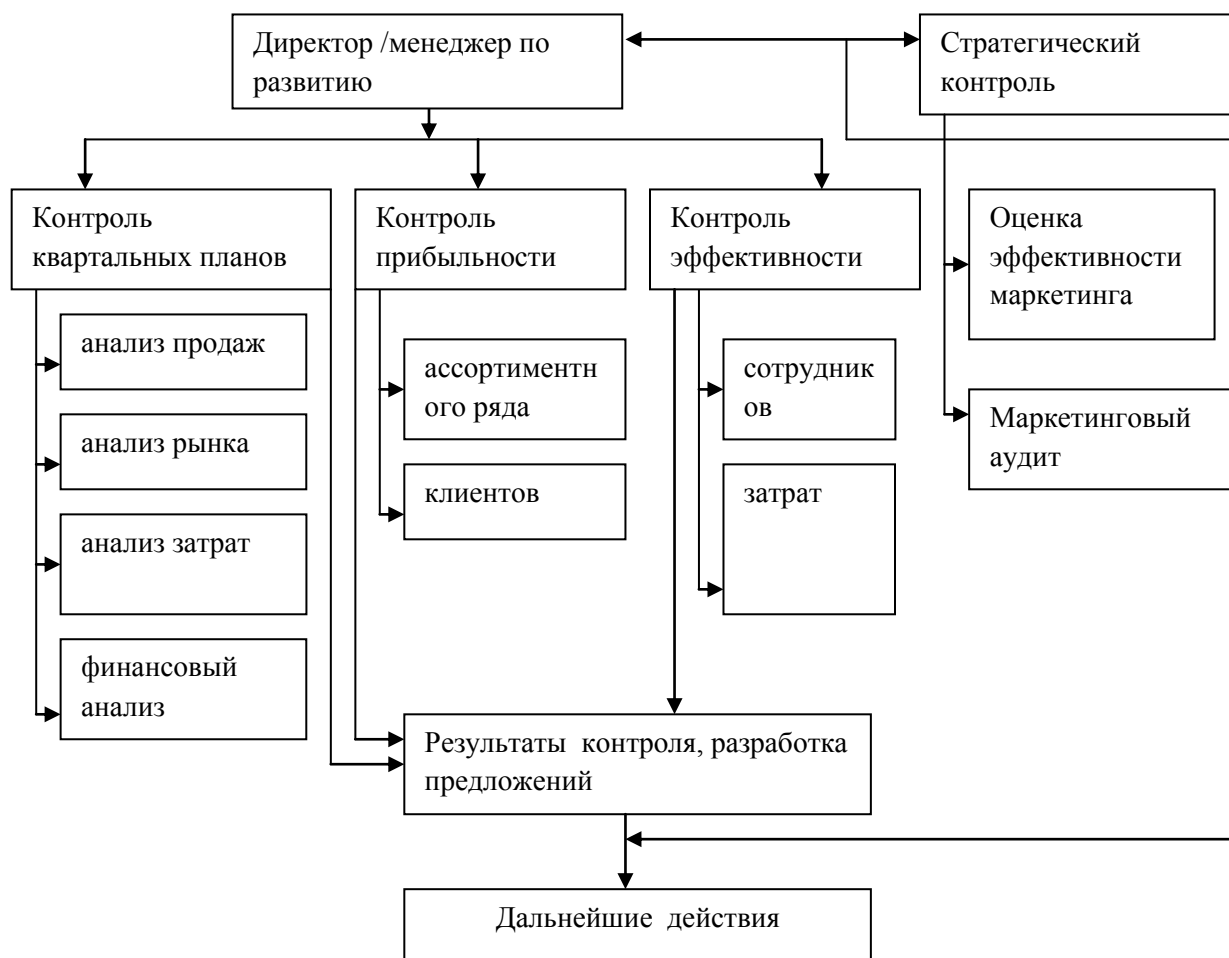 Директор /менеджер по
развитию
Стратегический
контроль
Контроль
квартальных планов
Контроль
прибыльности
Контроль
эффективности
Оценка
эффективности
маркетинга
анализ продаж
ассортиментн
ого ряда
сотрудник
ов
Маркетинговый
аудит
анализ рынка
клиентов
затрат
анализ затрат
финансовый
анализ
Результаты  контроля, разработка
предложений
Дальнейшие  действия